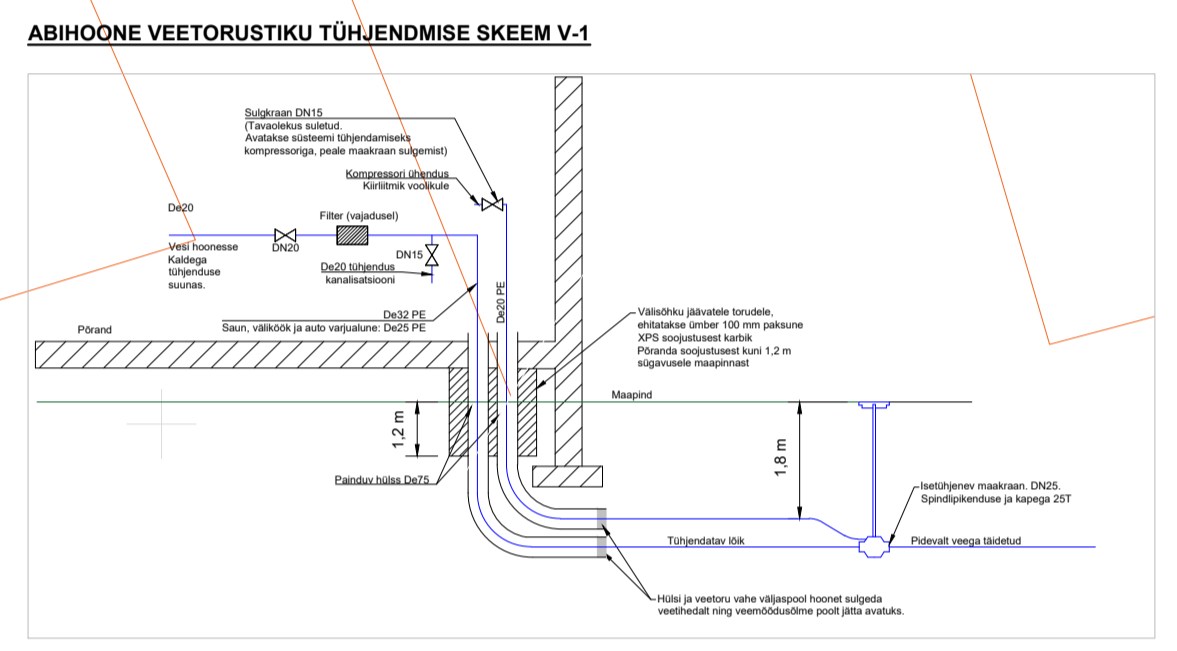 ABIHOONE VEETORUSTIKU TÜHJENDMISE SKEEM V-1
Sulgkraan DN15
(Tavaolekus suletud.
Avatakse süsteemi tühjendamiseks
kompressoriga, peale maakraan sulgemist)
Kompressori ühendus
Kiirliitmik voolikule
De20
Filter (vajadusel)
Vesi hoonesse
Kaldega
tühjenduse
suunas.
DN20
DN15
De20 tühjendus
kanalisatsiooni
De20 PE
De32 PE
Saun, väliköök ja auto varjualune: De25 PE
Põrand
Välisõhku jäävatele torudele,
ehitatakse ümber 100 mm paksune
XPS soojustusest karbik
Põranda soojustusest kuni 1,2 m
sügavusele maapinnast
Maapind
1,2 m
1,8 m
Painduv hülss De75
Isetühjenev maakraan. DN25.
Spindlipikenduse ja kapega 25T
Tühjendatav lõik
Pidevalt veega täidetud
Hülsi ja veetoru vahe väljaspool hoonet sulgeda
veetihedalt ning veemõõdusõlme poolt jätta avatuks.